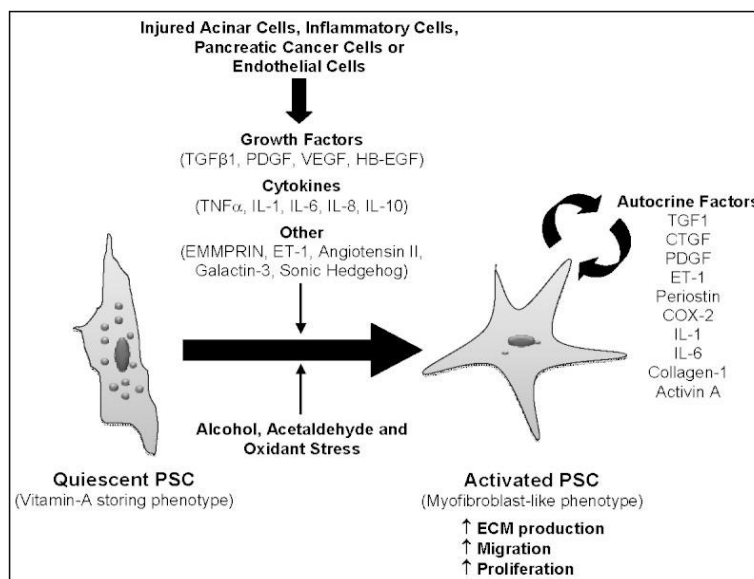 Injured Acinar Cells, Inflammatory Cells,
Pancreatic Cancer Cells or
Endothelial Cells
Growth Factors
(TGFβ1, PDGF, VEGF, HB-EGF)
Cytokines
(TNFα, IL-1, IL-6, IL-8, IL-10)
Other
(EMMPRIN, ET-1, Angiotensin II,
Galactin-3, Sonic Hedgehog)
Autocrine Factors
TGF1
CTGF
PDGF
ET-1
Periostin
COX-2
IL-1
IL-6
Collagen-1
Activin A
Alcohol, Acetaldehyde and
Oxidant Stress
Quiescent PSC
(Vitamin-A storing phenotype)
Activated PSC
(Myofibroblast-like phenotype)
↑ ECM production
↑ Migration
↑ Proliferation